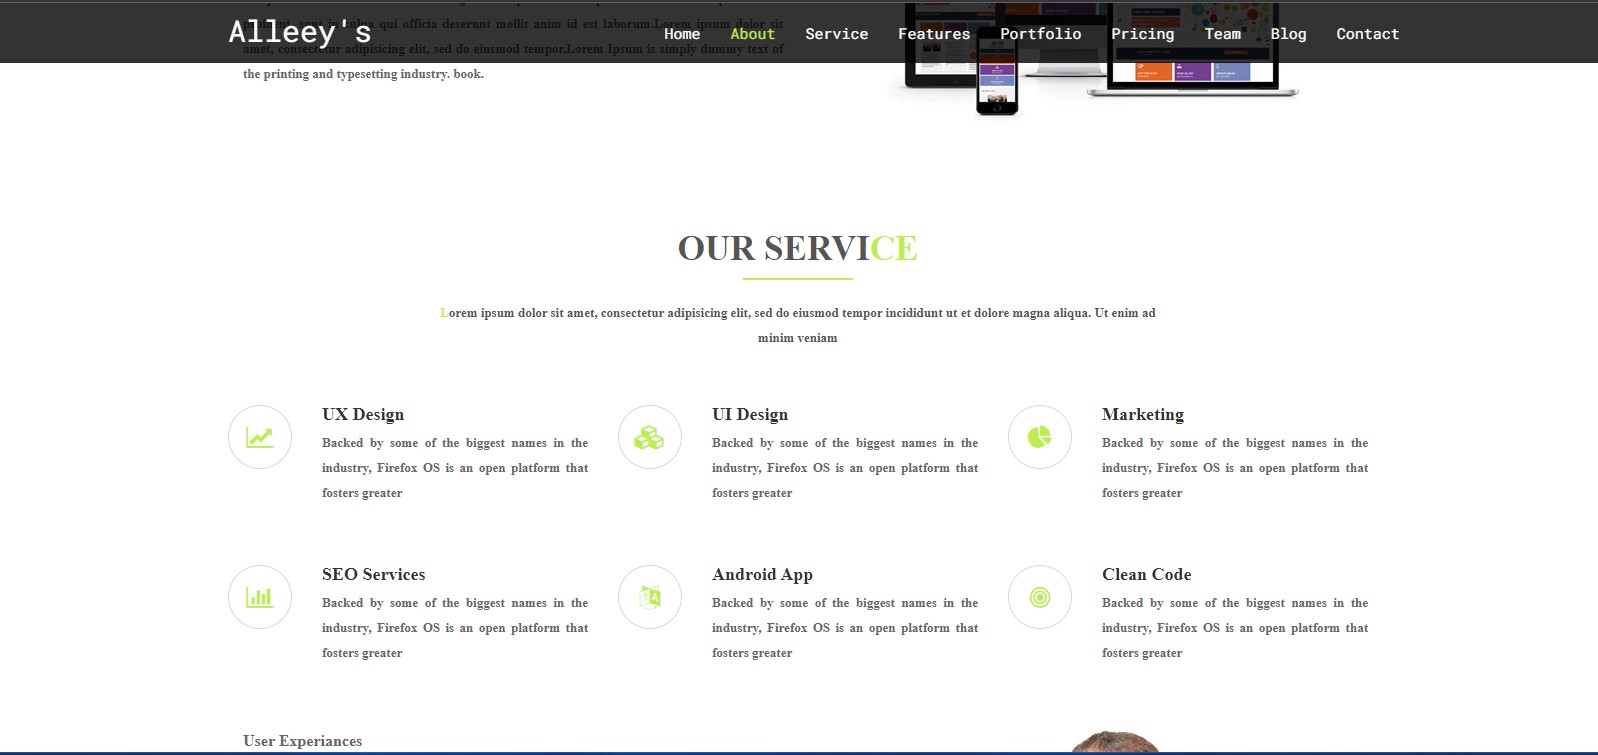 proident, sunt in culpa qui officia deserunt mollit anim id est laborum.Lorem ipsum dolor sit
Alleey's
Home About Service Features Portfolio Pricing Team Blog Contact
amet, consectetur adipisicing elit, sed do eiusmod tempor.Lorem Ipsum is simply dummy text of
the printing and typesetting industry. book.
OUR SERVICE
Lorem ipsum dolor sit amet, consectetur adipisicing elit, sed do eiusmod tempor incididunt ut et dolore magna aliqua. Ut enim ad
minim veniam
UX Design
Backed by some of the biggest names in the
industry, Firefox OS is an open platform that
fosters greater
UI Design
Backed by some of the biggest names in the
industry, Firefox OS is an open platform that
fosters greater
Marketing
Backed by some of the biggest names in the
industry, Firefox OS is an open platform that
fosters greater
SEO Services
Backed by some of the biggest names in the
industry, Firefox OS is an open platform that
fosters greater
Android App
Backed by some of the biggest names in the
industry, Firefox OS is an open platform that
fosters greater
Clean Code
Backed by some of the biggest names in the
industry, Firefox OS is an open platform that
fosters greater
User Experiances